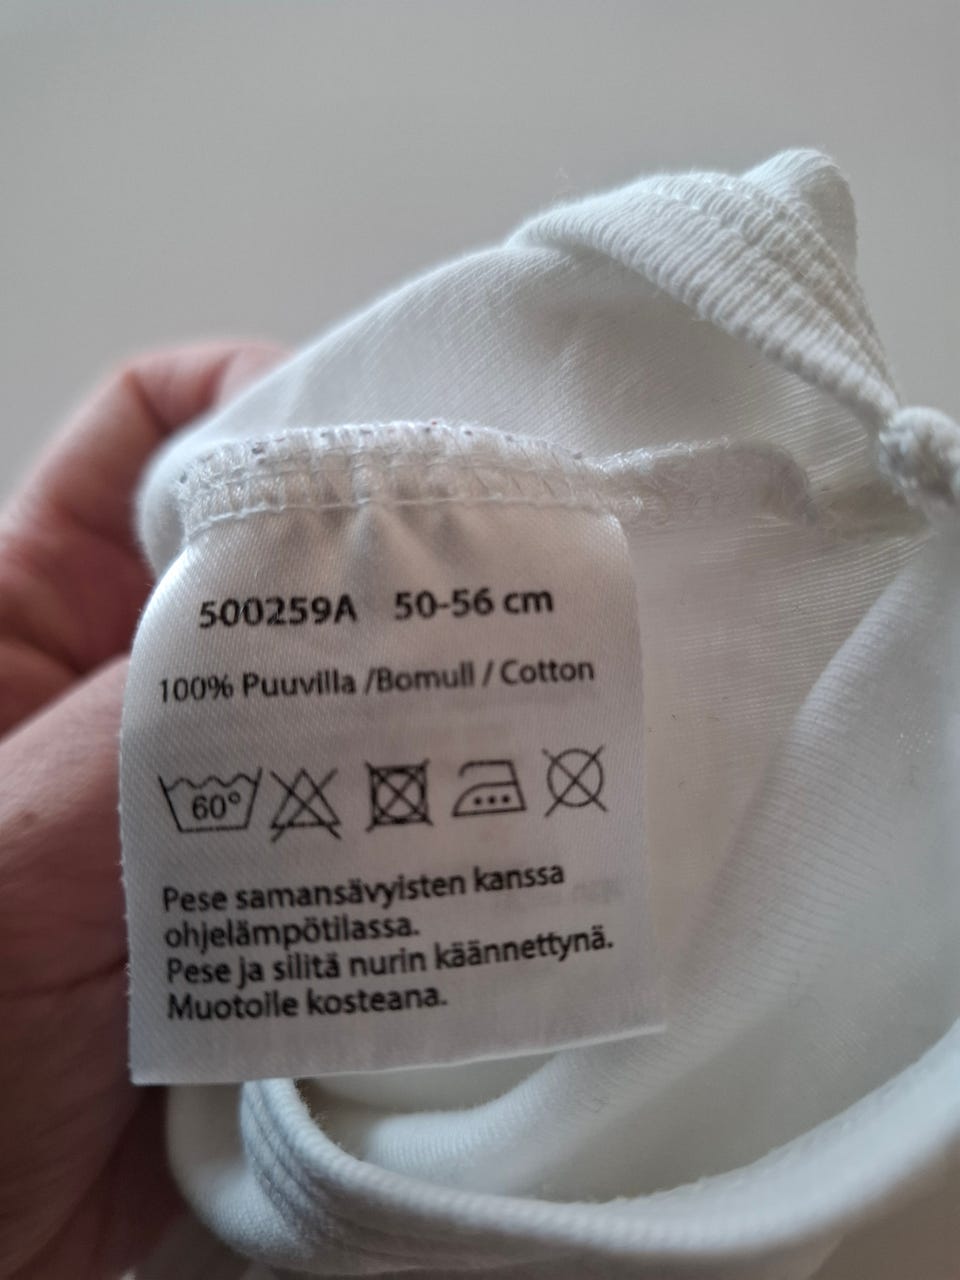 500259A 50-56 cm
100% Puuvilla /Bomull / Cotton
60°
Pese samansävyisten kanssa
ohjelämpötilassa.
Pese ja silitä nurin käännettynä.
Muotoile kosteana.